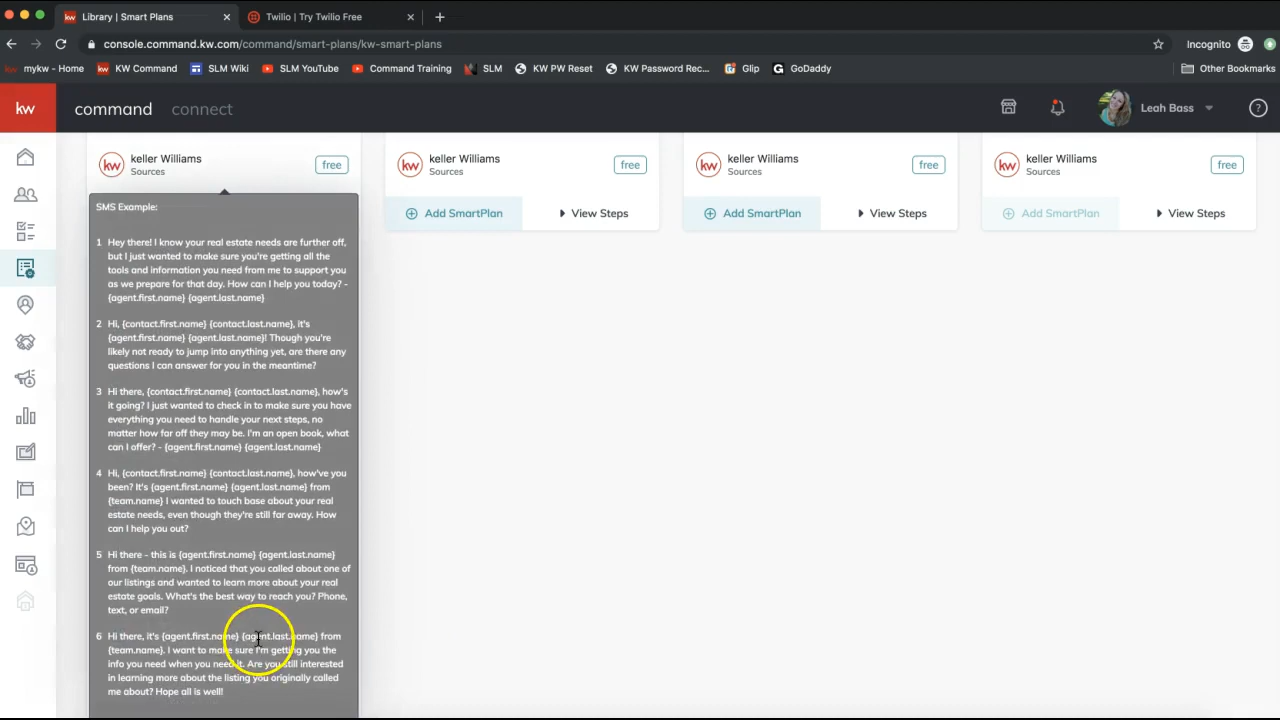 Library | Smart Plans
Twilio | Try Twilio Free
console.command.kw.com/command/smart-plans/kw-smart-plans
Incognito
mykw - Home
KW Command
SLM Wiki
SLM YouTube
Command Training
SLM
KW PW Reset
KW Password Rec...
Glip
GoDaddy
Other Bookmarks
kw
command
connect
Leah Bass
kw
keller Williams
Sources
free
kw
keller Williams
Sources
free
kw
keller Williams
Sources
free
kw
keller Williams
Sources
free
Add SmartPlan
View Steps
Add SmartPlan
View Steps
Add SmartPlan
View Steps
SMS Example:
1 Hey there! I know your real estate needs are further off,
but I just wanted to make sure you're getting all the
tools and information you need from me to support you
as we prepare for that day. How can I help you today? -
{agent.first.name} {agent.last.name}
2 Hi, {contact.first.name} {contact.last.name}, it's
{agent.first.name} {agent.last.name}! Though you're
likely not ready to jump into anything yet, are there any
questions I can answer for you in the meantime?
3 Hi there, {contact.first.name} {contact.last.name}, how's
it going? I just wanted to check in to make sure you have
everything you need to handle your next steps, no
matter how far off they may be. I'm an open book, what
can I offer? - {agent.first.name} {agent.last.name}
4 Hi, {contact.first.name} {contact.last.name}, how've you
been? It's {agent.first.name} {agent.last.name} from
{team.name} I wanted to touch base about your real
estate needs, even though they're still far away. How
can I help you out?
5 Hi there - this is {agent.first.name} {agent.last.name}
from {team.name}. I noticed that you called about one of
our listings and wanted to learn more about your real
estate goals. What's the best way to reach you? Phone,
text, or email?
6 Hi there, it's {agent.first.name} {agent.last.name} from
{team.name}. I want to make sure I'm getting you the
info you need when you need it. Are you still interested
in learning more about the listing you originally called
me about? Hope all is well!